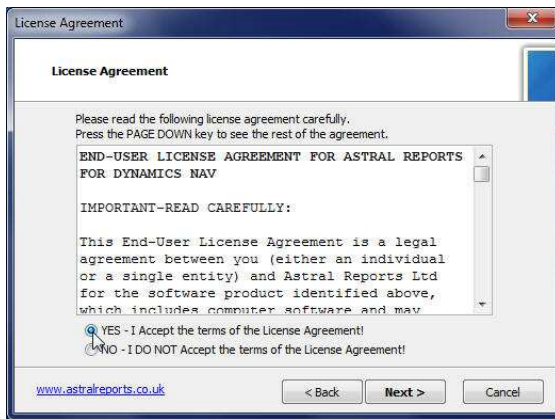 License Agreement
License Agreement
Please read the following license agreement carefully.
Press the PAGE DOWN key to see the rest of the agreement.
END-USER LICENSE AGREEMENT FOR ASTRAL REPORTS
FOR DYNAMICS NAV
IMPORTANT-READ CAREFULLY:
This End-User License Agreement is a legal
agreement between you (either an individual
or a single entity) and Astral Reports Ltd
for the software product identified above,
which includes computer software and may
YES - I Accept the terms of the License Agreement!
NO - I DO NOT Accept the terms of the License Agreement!
www.astralreports.co.uk < Back Next > Cancel